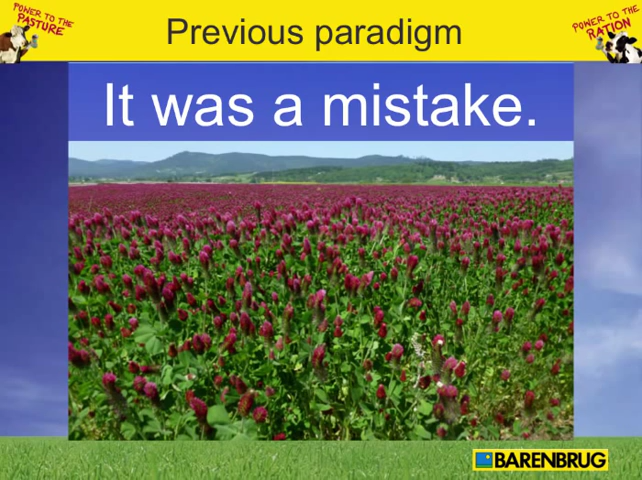 POWER TO THE
PASTURE
Previous paradigm
POWER TO THE
RATION
It was a mistake.
BARENBRUG